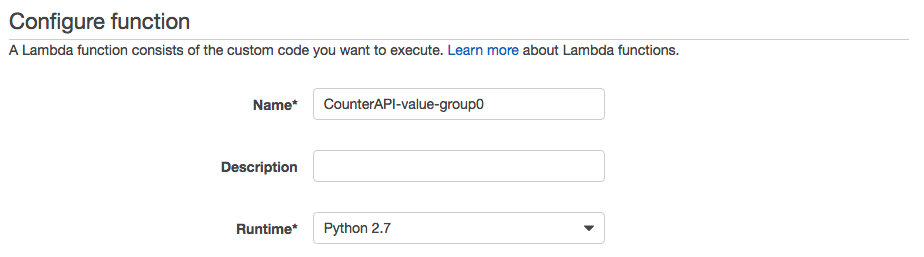 Configure function
A Lambda function consists of the custom code you want to execute. Learn more about Lambda functions.
Name* CounterAPI-value-group0
Description
Runtime* Python 2.7